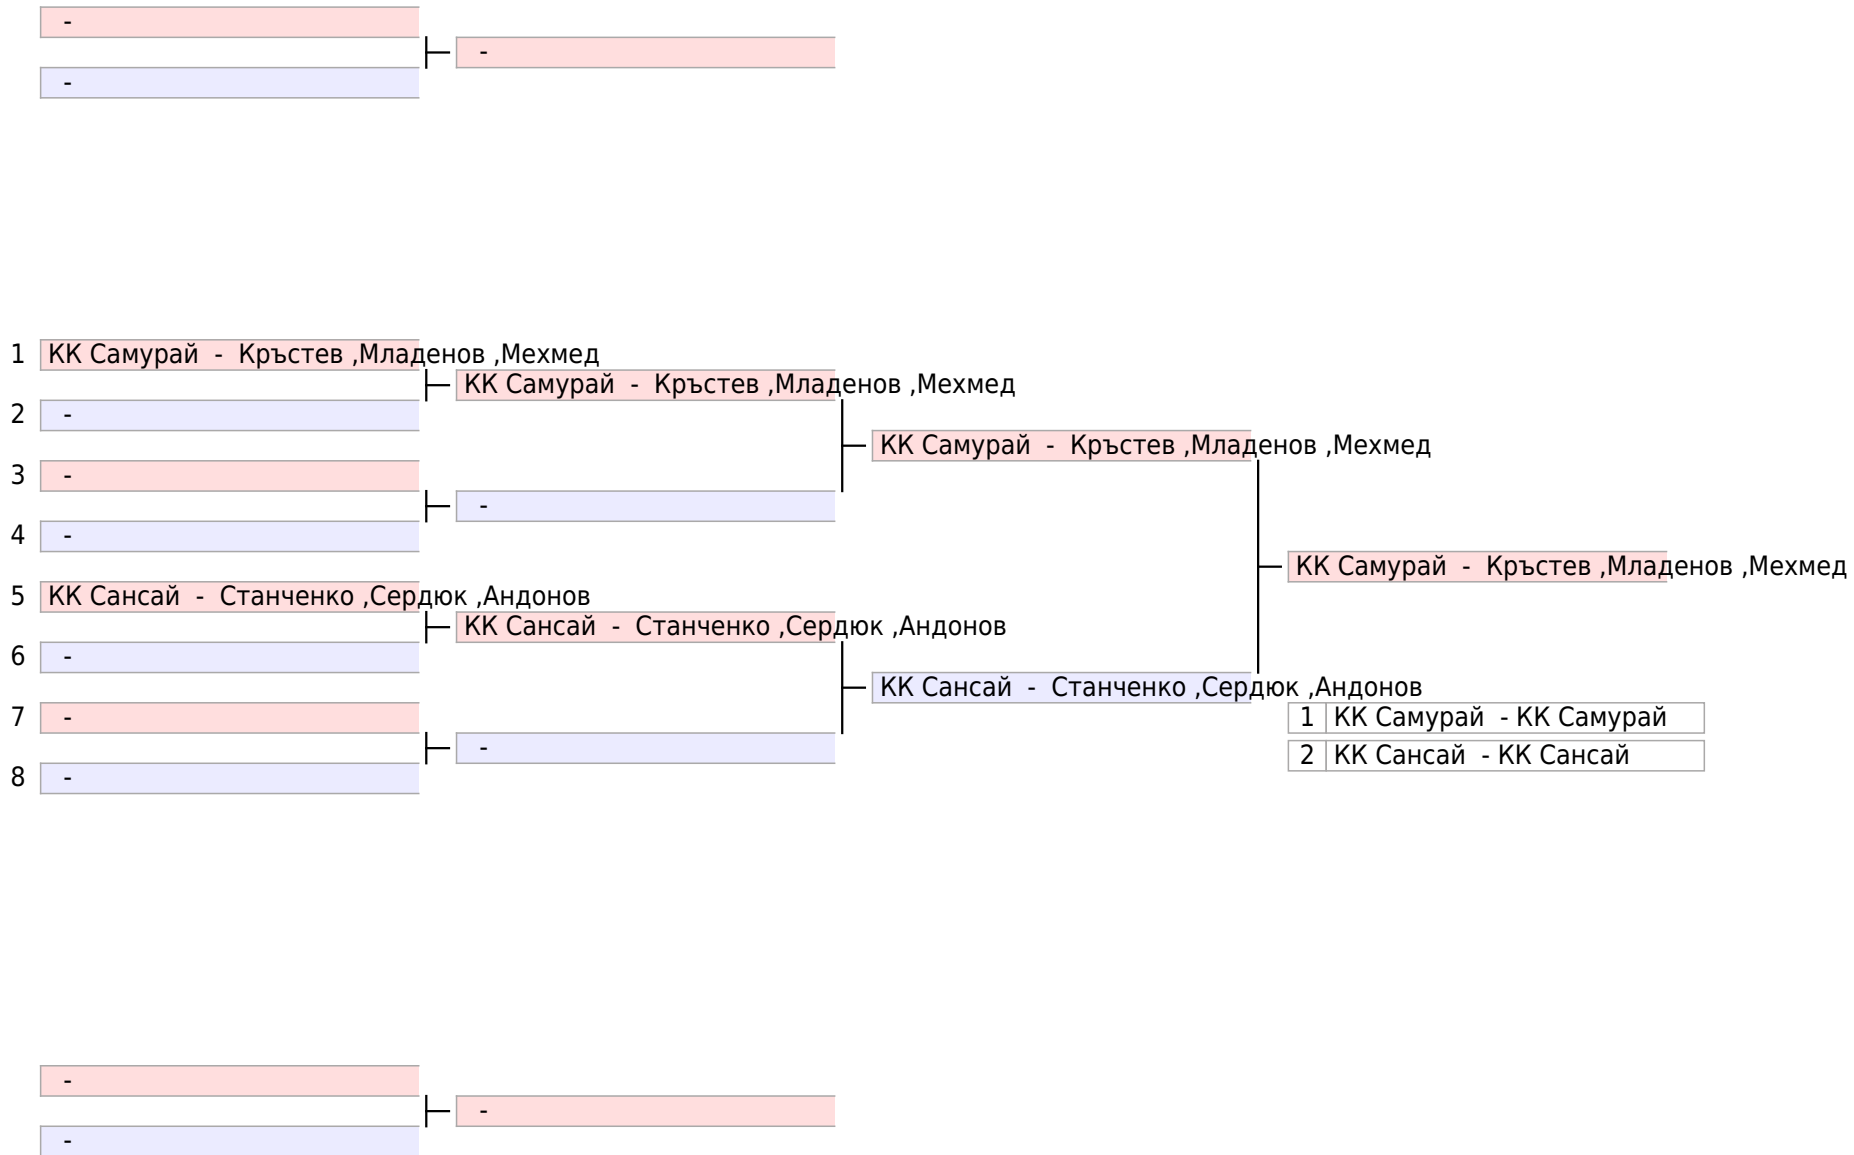 -
-
-
1 КК Самурай - Кръстев ,Младенов ,Мехмед
КК Самурай - Кръстев ,Младенов ,Мехмед
2 -
КК Самурай - Кръстев ,Младенов ,Мехмед
3 -
-
4 -
КК Самурай - Кръстев ,Младенов ,Мехмед
5 КК Сансай - Станченко ,Сердюк ,Андонов
КК Сансай - Станченко ,Сердюк ,Андонов
6 -
КК Сансай - Станченко ,Сердюк ,Андонов
7 -
1 КК Самурай - КК Самурай
-
2 КК Сансай - КК Сансай
8 -
-
-
-